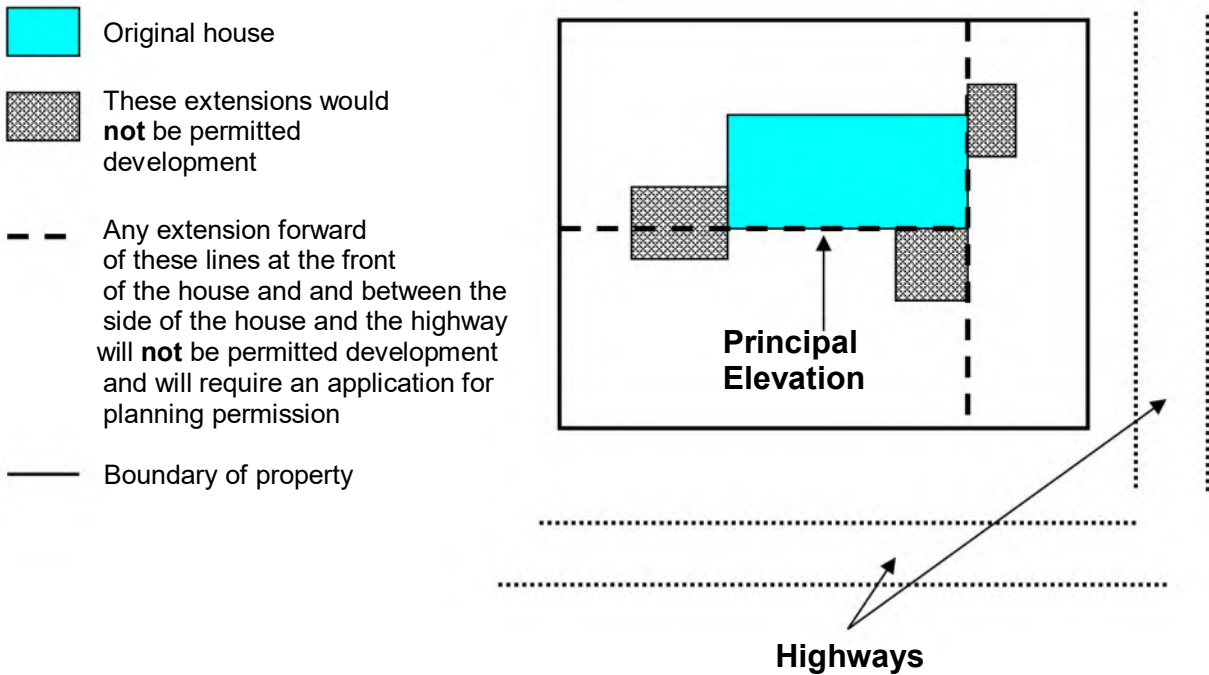 Original house
These extensions would
not be permitted
development
Any extension forward
of these lines at the front
of the house and and between the
side of the house and the highway
will not be permitted development
and will require an application for
planning permission
Boundary of property
Principal
Elevation
Highways